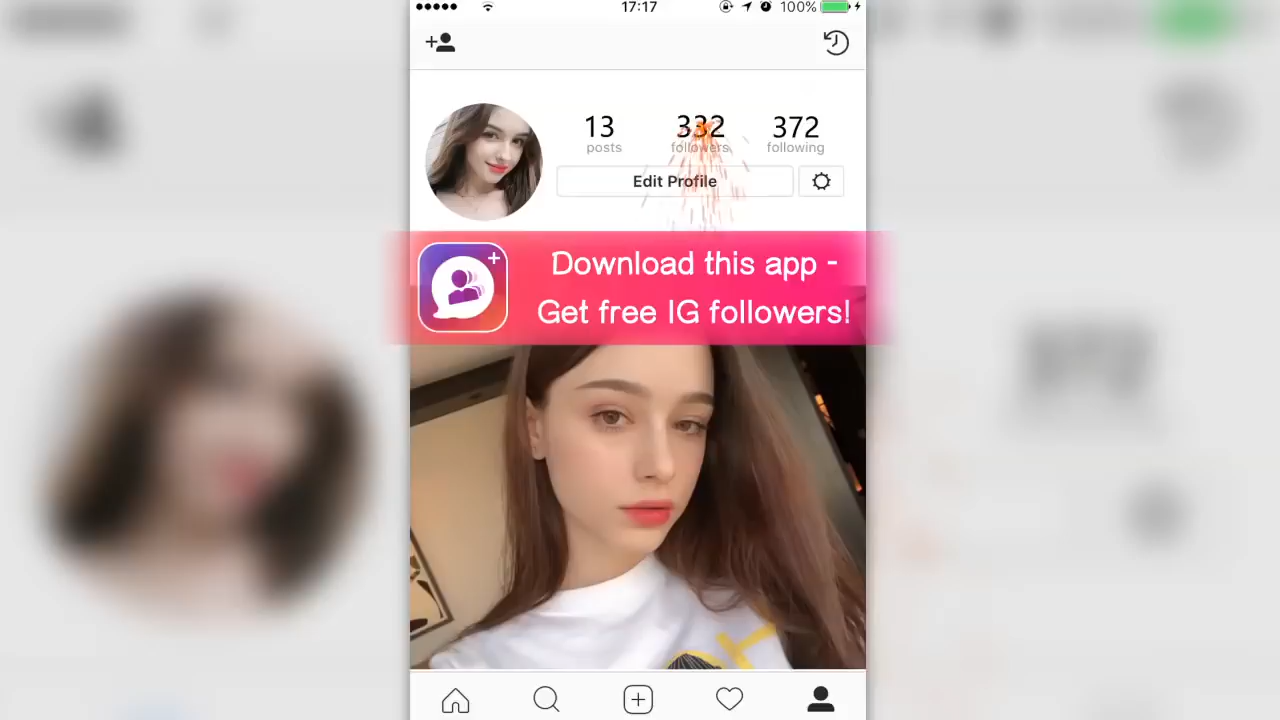 17:17
100%
13
332
372
posts
followers
following
Edit Profile
Download this app -
Get free IG followers!